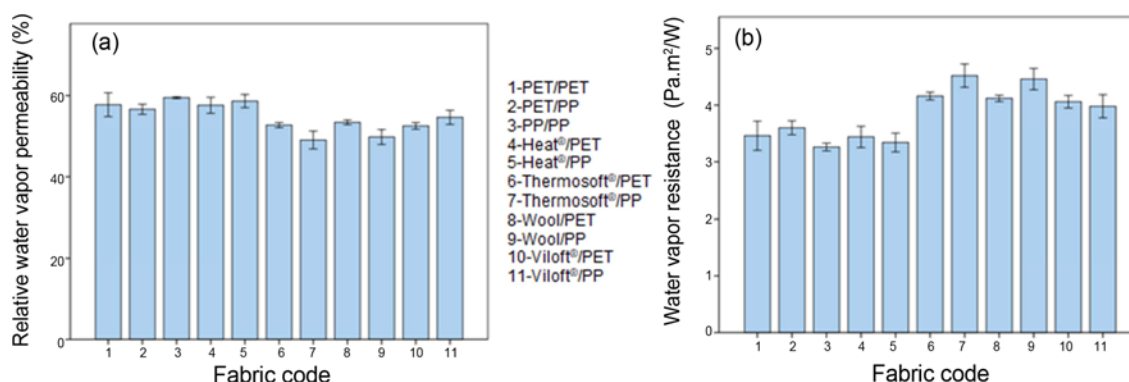 Relative water vapor permeability (%)
(a)
60
40
20
0
1 2 3 4 5 6 7 8 9 10 11
Fabric code
1-PET/PET
2-PET/PP
3-PP/PP
4-Heat®/PET
5-Heat®/PP
6-Thermosoft®/PET
7-Thermosoft®/PP
8-Wool/PET
9-Wool/PP
10-Viloft®/PET
11-Viloft®/PP
Water vapor resistance (Pa.m²/W)
(b)
5
4
3
2
1
0
1 2 3 4 5 6 7 8 9 10 11
Fabric code